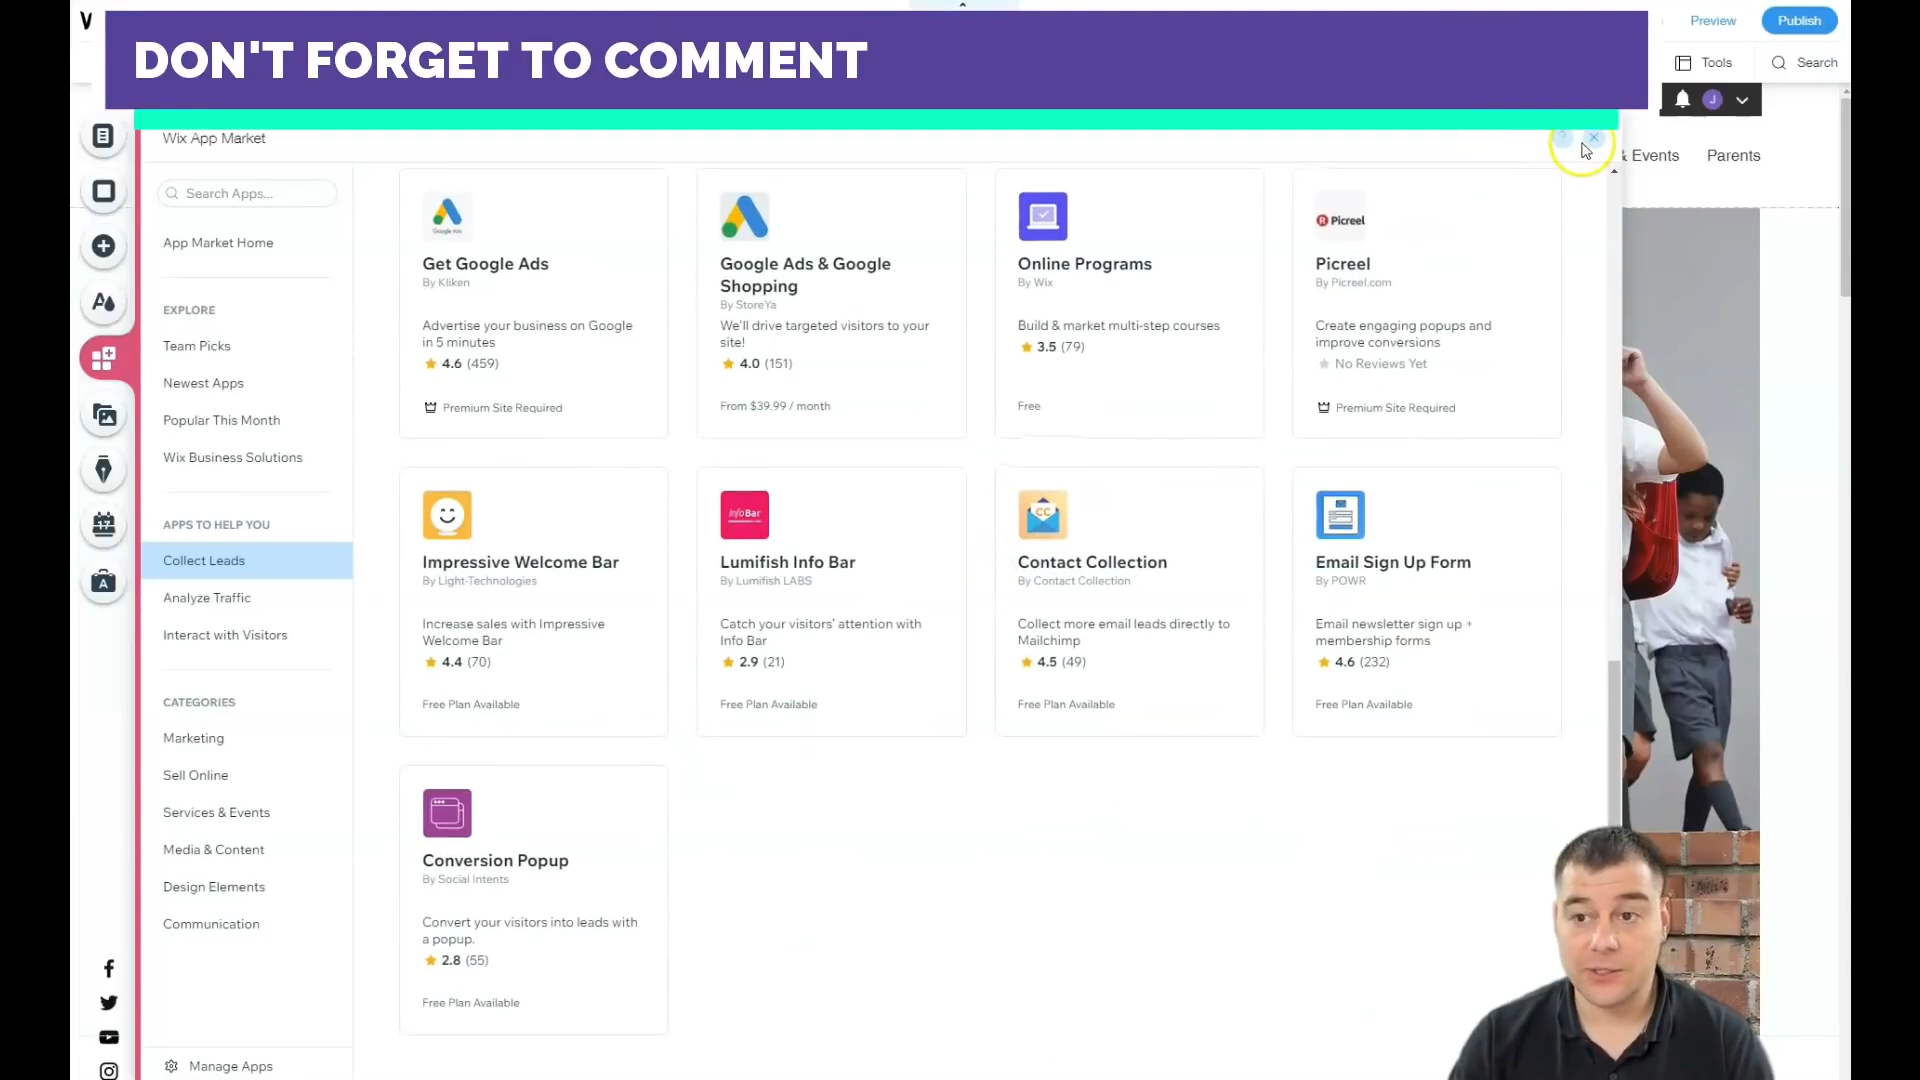 W
DON'T FORGET TO COMMENT
Preview
Publish
Tools
Search
J
Wix App Market
?
& Events
Parents
Search Apps...
App Market Home
EXPLORE
Team Picks
Newest Apps
Popular This Month
Wix Business Solutions
APPS TO HELP YOU
Collect Leads
Analyze Traffic
Interact with Visitors
CATEGORIES
Marketing
Sell Online
Services & Events
Media & Content
Design Elements
Communication
Manage Apps
A
17
A
Google Ads
Get Google Ads
By Kliken
Advertise your business on Google
in 5 minutes
4.6 (459)
Premium Site Required
Google Ads & Google
Shopping
By StoreYa
We'll drive targeted visitors to your
site!
4.0 (151)
From $39.99 / month
Online Programs
By Wix
Build & market multi-step courses
3.5 (79)
Free
R Picreel
Picreel
By Picreel.com
Create engaging popups and
improve conversions
No Reviews Yet
Premium Site Required
Impressive Welcome Bar
By Light-Technologies
Increase sales with Impressive
Welcome Bar
4.4 (70)
Free Plan Available
InfoBar
Lumifish Info Bar
By Lumifish LABS
Catch your visitors' attention with
Info Bar
2.9 (21)
Free Plan Available
CC
Contact Collection
By Contact Collection
Collect more email leads directly to
Mailchimp
4.5 (49)
Free Plan Available
Email Sign Up Form
By POWR
Email newsletter sign up +
membership forms
4.6 (232)
Free Plan Available
Conversion Popup
By Social Intents
Convert your visitors into leads with
a popup.
2.8 (55)
Free Plan Available